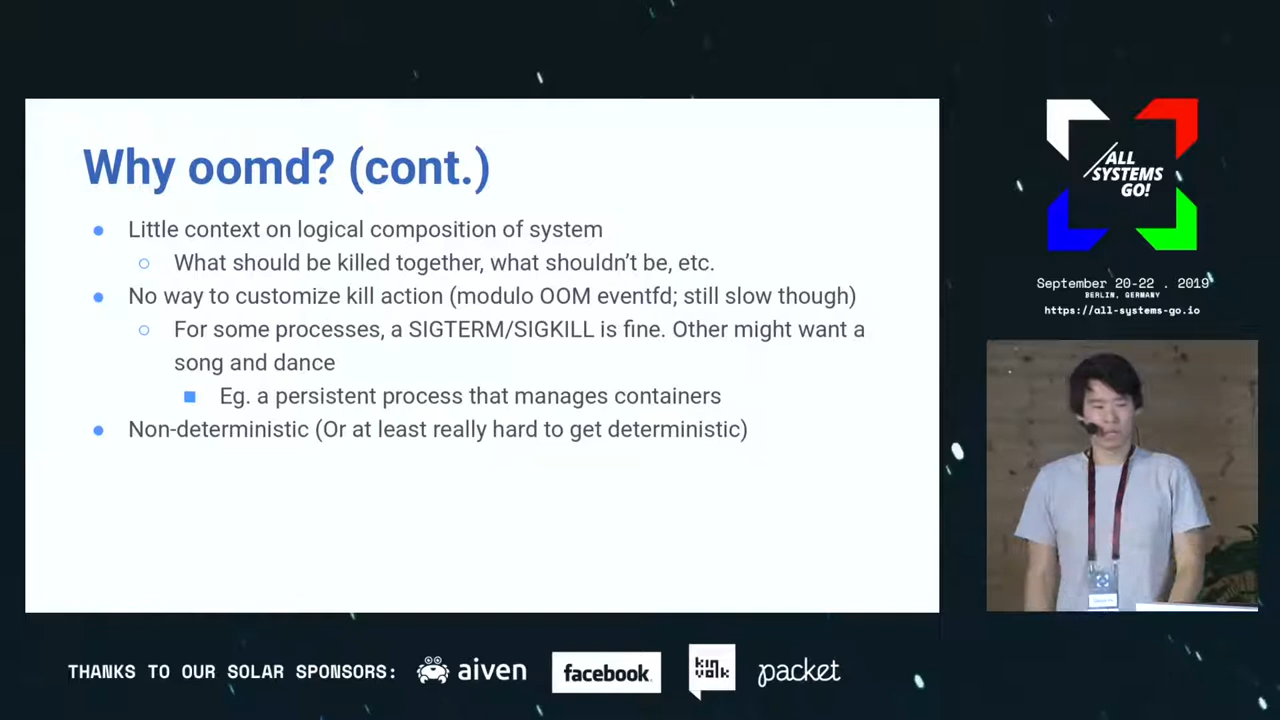 Why oomd? (cont.)
● Little context on logical composition of system
○ What should be killed together, what shouldn't be, etc.
● No way to customize kill action (modulo OOM eventfd; still slow though)
○ For some processes, a SIGTERM/SIGKILL is fine. Other might want a
song and dance
■ Eg. a persistent process that manages containers
● Non-deterministic (Or at least really hard to get deterministic)
ALL
SYSTEMS
GO!
September 20-22 . 2019
BERLIN, GERMANY
https://all-systems-go.io
THANKS TO OUR SOLAR SPONSORS: aiven facebook. kin
volk packet